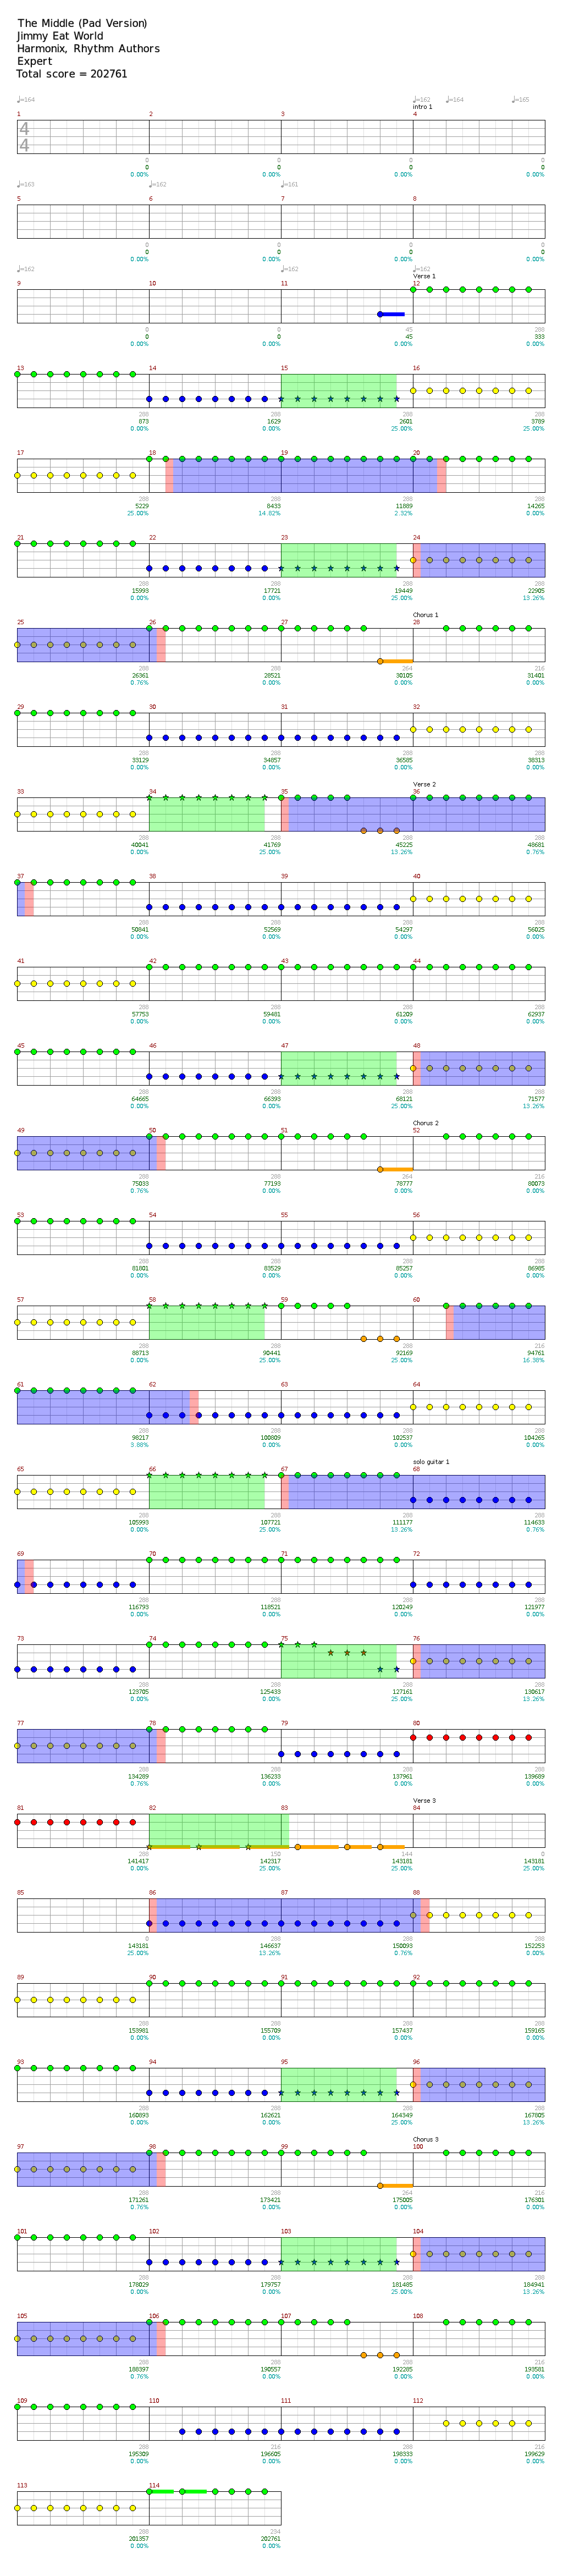 The Middle (Pad Version)
Jimmy Eat World
Harmonix, Rhythm Authors
Expert
Total score = 202761
♩=164 ♩=162 ♩=164 ♩=165
intro 1
1 2 3 4
4
4
0 0 0 0
0 0 0 0
0.00% 0.00% 0.00% 0.00%
♩=163 ♩=162 ♩=161
5 6 7 8
0 0 0 0
0 0 0 0
0.00% 0.00% 0.00% 0.00%
♩=162 ♩=162 ♩=162
Verse 1
9 10 11 12
0 0 45 288
0 0 45 333
0.00% 0.00% 0.00% 0.00%
13 14 15 16
288 288 288 288
873 1629 2601 3789
0.00% 0.00% 25.00% 25.00%
17 18 19 20
288 288 288 288
5229 8433 11889 14265
25.00% 14.82% 2.32% 0.00%
21 22 23 24
288 288 288 288
15993 17721 19449 22905
0.00% 0.00% 25.00% 13.26%
Chorus 1
25 26 27 28
288 288 264 216
26361 28521 30105 31401
0.76% 0.00% 0.00% 0.00%
29 30 31 32
288 288 288 288
33129 34857 36585 38313
0.00% 0.00% 0.00% 0.00%
Verse 2
33 34 35 36
288 288 288 288
40041 41769 45225 48681
0.00% 25.00% 13.26% 0.76%
37 38 39 40
288 288 288 288
50841 52569 54297 56025
0.00% 0.00% 0.00% 0.00%
41 42 43 44
288 288 288 288
57753 59481 61209 62937
0.00% 0.00% 0.00% 0.00%
45 46 47 48
288 288 288 288
64665 66393 68121 71577
0.00% 0.00% 25.00% 13.26%
Chorus 2
49 50 51 52
288 288 264 216
75033 77193 78777 80073
0.76% 0.00% 0.00% 0.00%
53 54 55 56
288 288 288 288
81801 83529 85257 86985
0.00% 0.00% 0.00% 0.00%
57 58 59 60
288 288 288 216
88713 90441 92169 94761
0.00% 25.00% 25.00% 16.38%
61 62 63 64
288 288 288 288
98217 100809 102537 104265
3.88% 0.00% 0.00% 0.00%
solo guitar 1
65 66 67 68
288 288 288 288
105993 107721 111177 114633
0.00% 25.00% 13.26% 0.76%
69 70 71 72
288 288 288 288
116793 118521 120249 121977
0.00% 0.00% 0.00% 0.00%
73 74 75 76
288 288 288 288
123705 125433 127161 130617
0.00% 0.00% 25.00% 13.26%
77 78 79 80
288 288 288 288
134289 136233 137961 139689
0.76% 0.00% 0.00% 0.00%
Verse 3
81 82 83 84
288 150 144 0
141417 142317 143181 143181
0.00% 25.00% 25.00% 25.00%
85 86 87 88
0 288 288 288
143181 146637 150093 152253
25.00% 13.26% 0.76% 0.00%
89 90 91 92
288 288 288 288
153981 155709 157437 159165
0.00% 0.00% 0.00% 0.00%
93 94 95 96
288 288 288 288
160893 162621 164349 167805
0.00% 0.00% 25.00% 13.26%
Chorus 3
97 98 99 100
288 288 264 216
171261 173421 175005 176301
0.76% 0.00% 0.00% 0.00%
101 102 103 104
288 288 288 288
178029 179757 181485 184941
0.00% 0.00% 25.00% 13.26%
105 106 107 108
288 288 288 216
188397 190557 192285 193581
0.76% 0.00% 0.00% 0.00%
109 110 111 112
288 216 288 216
195309 196605 198333 199629
0.00% 0.00% 0.00% 0.00%
113 114
288 234
201357 202761
0.00% 0.00%